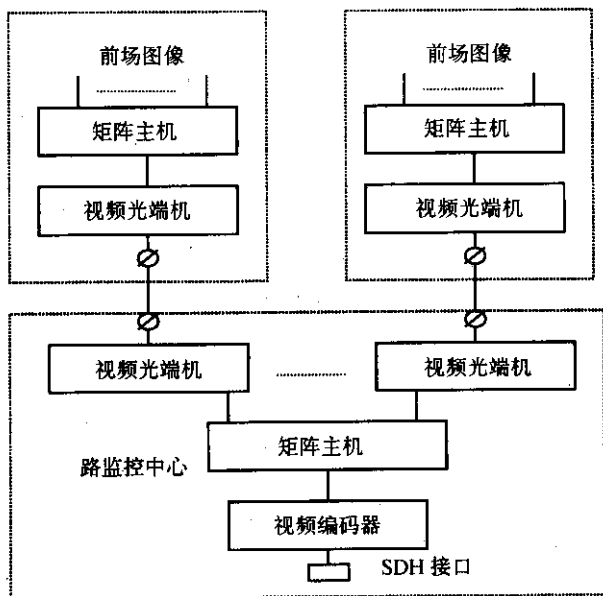 前场图像
前场图像
矩阵主机
矩阵主机
视频光端机
视频光端机
视频光端机
视频光端机
矩阵主机
路监控中心
视频编码器
SDH 接口